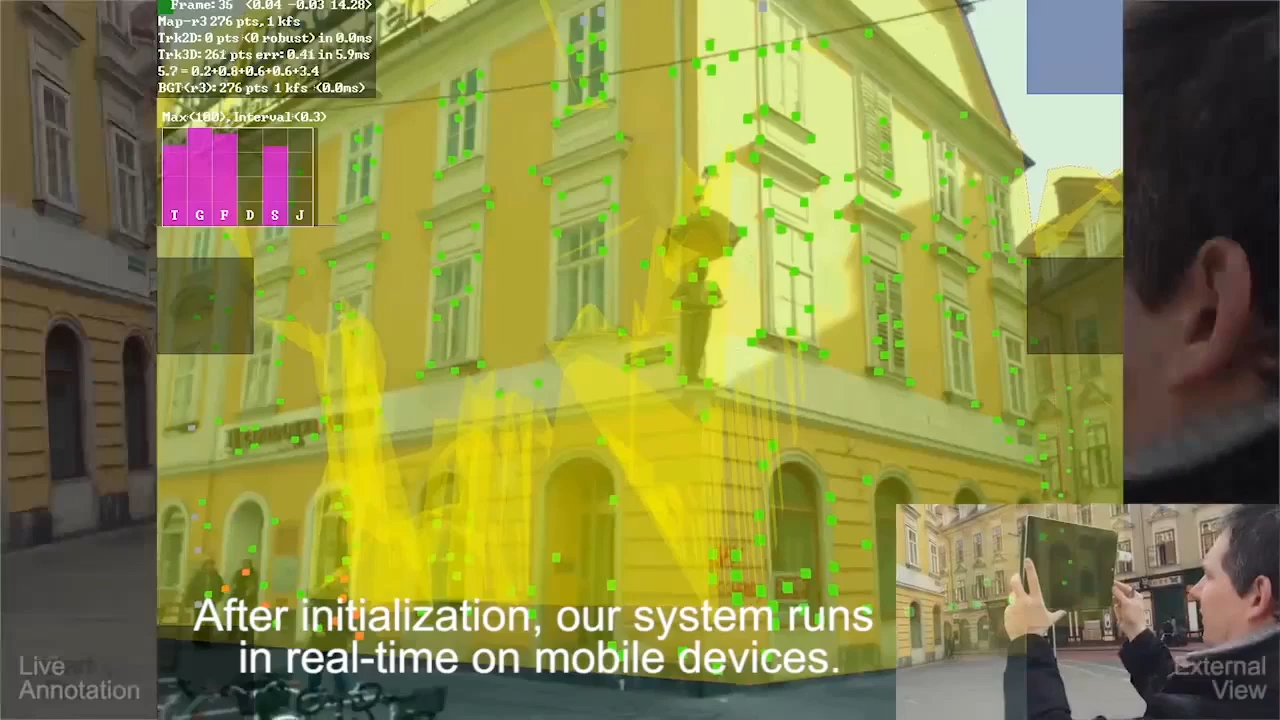 Frame: 36 <0.04 -0.03 14.28>
Map-r3 276 pts, 1 kfs
Trk2D: 0 pts <0 robust> in 0.0ms
Trk3D: 261 pts err: 0.41 in 5.9ms
5.? = 0.2+0.8+0.6+0.6+3.4
BGT<r3>: 276 pts 1 kfs <0.0ms>
Max<180>, Interval<0.3>
T G F D S J
After initialization, our system runs
in real-time on mobile devices.
Live
Annotation
External
View